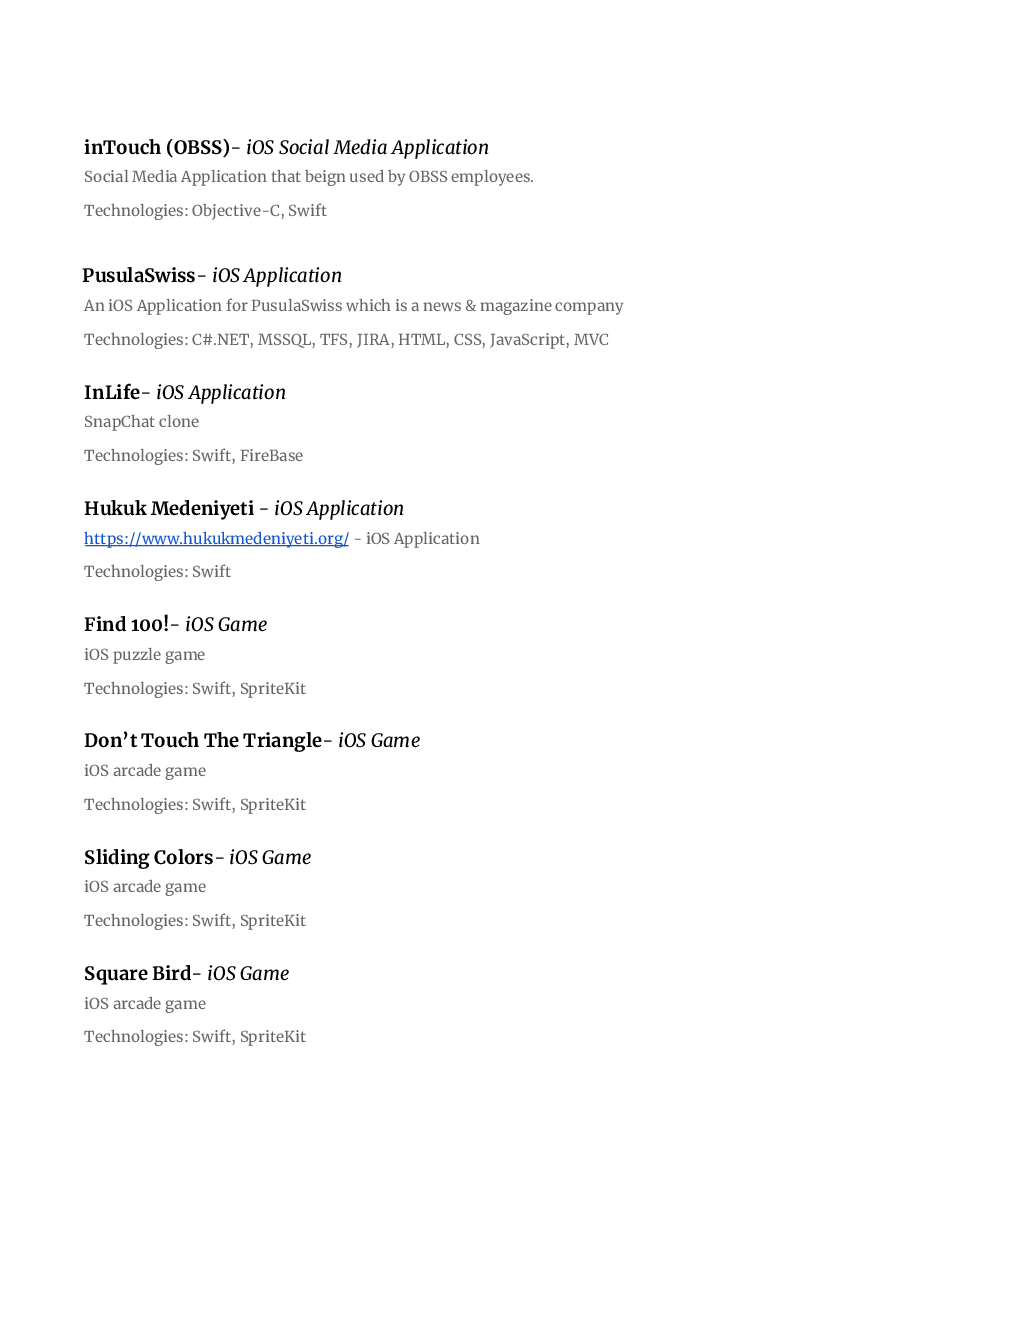 inTouch (OBSS)- iOS Social Media Application
Social Media Application that beign used by OBSS employees.
Technologies: Objective-C, Swift
PusulaSwiss- iOS Application
An iOS Application for PusulaSwiss which is a news & magazine company
Technologies: C#.NET, MSSQL, TFS, JIRA, HTML, CSS, JavaScript, MVC
InLife- iOS Application
SnapChat clone
Technologies: Swift, FireBase
Hukuk Medeniyeti - iOS Application
https://www.hukukmedeniyeti.org/ - iOS Application
Technologies: Swift
Find 100!- iOS Game
iOS puzzle game
Technologies: Swift, SpriteKit
Don’t Touch The Triangle- iOS Game
iOS arcade game
Technologies: Swift, SpriteKit
Sliding Colors- iOS Game
iOS arcade game
Technologies: Swift, SpriteKit
Square Bird- iOS Game
iOS arcade game
Technologies: Swift, SpriteKit